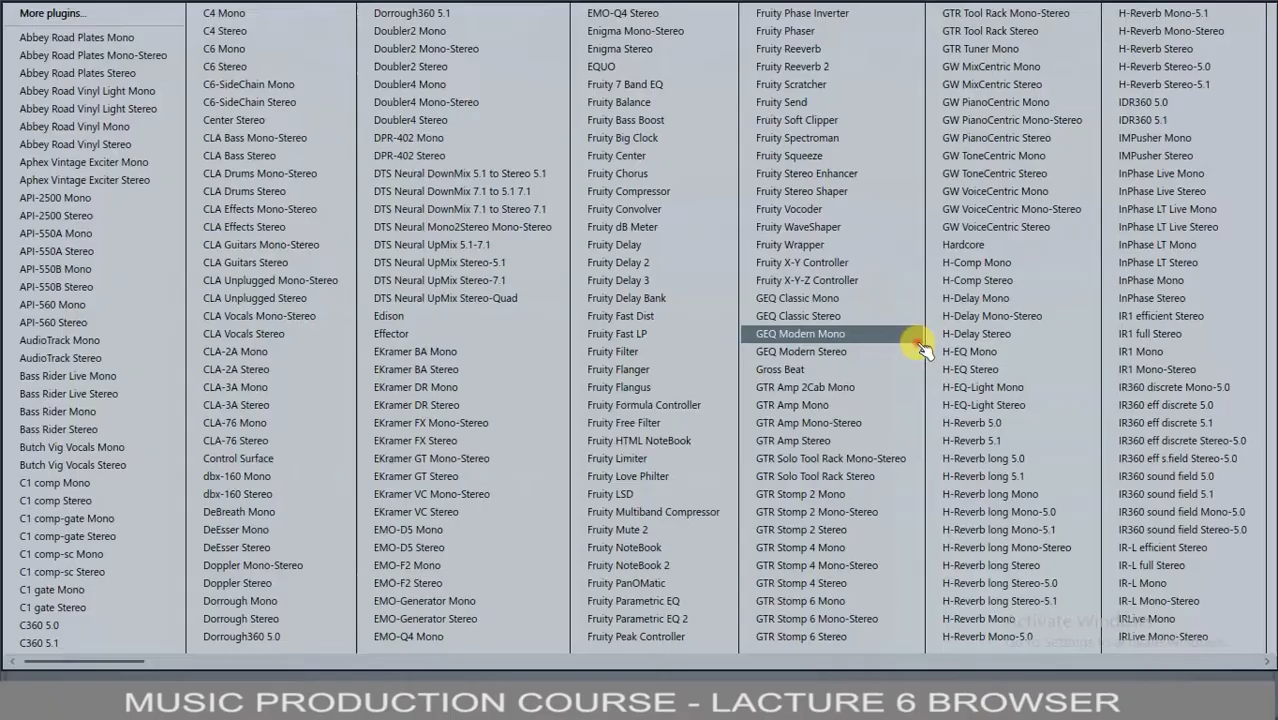 More plugins...
Abbey Road Plates Mono
Abbey Road Plates Mono-Stereo
Abbey Road Plates Stereo
Abbey Road Vinyl Light Mono
Abbey Road Vinyl Light Stereo
Abbey Road Vinyl Mono
Abbey Road Vinyl Stereo
Aphex Vintage Exciter Mono
Aphex Vintage Exciter Stereo
API-2500 Mono
API-2500 Stereo
API-550A Mono
API-550A Stereo
API-550B Mono
API-550B Stereo
API-560 Mono
API-560 Stereo
AudioTrack Mono
AudioTrack Stereo
Bass Rider Live Mono
Bass Rider Live Stereo
Bass Rider Mono
Bass Rider Stereo
Butch Vig Vocals Mono
Butch Vig Vocals Stereo
C1 comp Mono
C1 comp Stereo
C1 comp-gate Mono
C1 comp-gate Stereo
C1 comp-sc Mono
C1 comp-sc Stereo
C1 gate Mono
C1 gate Stereo
C360 5.0
C360 5.1
C4 Mono
C4 Stereo
C6 Mono
C6 Stereo
C6-SideChain Mono
C6-SideChain Stereo
Center Stereo
CLA Bass Mono-Stereo
CLA Bass Stereo
CLA Drums Mono-Stereo
CLA Drums Stereo
CLA Effects Mono-Stereo
CLA Effects Stereo
CLA Guitars Mono-Stereo
CLA Guitars Stereo
CLA Unplugged Mono-Stereo
CLA Unplugged Stereo
CLA Vocals Mono-Stereo
CLA Vocals Stereo
CLA-2A Mono
CLA-2A Stereo
CLA-3A Mono
CLA-3A Stereo
CLA-76 Mono
CLA-76 Stereo
Control Surface
dbx-160 Mono
dbx-160 Stereo
DeBreath Mono
DeEsser Mono
DeEsser Stereo
Doppler Mono-Stereo
Doppler Stereo
Dorrough Mono
Dorrough Stereo
Dorrough360 5.0
Dorrough360 5.1
Doubler2 Mono
Doubler2 Mono-Stereo
Doubler2 Stereo
Doubler4 Mono
Doubler4 Mono-Stereo
Doubler4 Stereo
DPR-402 Mono
DPR-402 Stereo
DTS Neural DownMix 5.1 to Stereo 5.1
DTS Neural DownMix 7.1 to 5.1 7.1
DTS Neural DownMix 7.1 to Stereo 7.1
DTS Neural Mono2Stereo Mono-Stereo
DTS Neural UpMix 5.1-7.1
DTS Neural UpMix Stereo-5.1
DTS Neural UpMix Stereo-7.1
DTS Neural UpMix Stereo-Quad
Edison
Effector
EKramer BA Mono
EKramer BA Stereo
EKramer DR Mono
EKramer DR Stereo
EKramer FX Mono-Stereo
EKramer FX Stereo
EKramer GT Mono-Stereo
EKramer GT Stereo
EKramer VC Mono-Stereo
EKramer VC Stereo
EMO-D5 Mono
EMO-D5 Stereo
EMO-F2 Mono
EMO-F2 Stereo
EMO-Generator Mono
EMO-Generator Stereo
EMO-Q4 Mono
EMO-Q4 Stereo
Enigma Mono-Stereo
Enigma Stereo
EQUO
Fruity 7 Band EQ
Fruity Balance
Fruity Bass Boost
Fruity Big Clock
Fruity Center
Fruity Chorus
Fruity Compressor
Fruity Convolver
Fruity dB Meter
Fruity Delay
Fruity Delay 2
Fruity Delay 3
Fruity Delay Bank
Fruity Fast Dist
Fruity Fast LP
Fruity Filter
Fruity Flanger
Fruity Flangus
Fruity Formula Controller
Fruity Free Filter
Fruity HTML NoteBook
Fruity Limiter
Fruity Love Philter
Fruity LSD
Fruity Multiband Compressor
Fruity Mute 2
Fruity NoteBook
Fruity NoteBook 2
Fruity PanOMatic
Fruity Parametric EQ
Fruity Parametric EQ 2
Fruity Peak Controller
Fruity Phase Inverter
Fruity Phaser
Fruity Reeverb
Fruity Reeverb 2
Fruity Scratcher
Fruity Send
Fruity Soft Clipper
Fruity Spectroman
Fruity Squeeze
Fruity Stereo Enhancer
Fruity Stereo Shaper
Fruity Vocoder
Fruity WaveShaper
Fruity Wrapper
Fruity X-Y Controller
Fruity X-Y-Z Controller
GEQ Classic Mono
GEQ Classic Stereo
GEQ Modern Mono
GEQ Modern Stereo
Gross Beat
GTR Amp 2Cab Mono
GTR Amp Mono
GTR Amp Mono-Stereo
GTR Amp Stereo
GTR Solo Tool Rack Mono-Stereo
GTR Solo Tool Rack Stereo
GTR Stomp 2 Mono
GTR Stomp 2 Mono-Stereo
GTR Stomp 2 Stereo
GTR Stomp 4 Mono
GTR Stomp 4 Mono-Stereo
GTR Stomp 4 Stereo
GTR Stomp 6 Mono
GTR Stomp 6 Mono-Stereo
GTR Stomp 6 Stereo
GTR Tool Rack Mono-Stereo
GTR Tool Rack Stereo
GTR Tuner Mono
GW MixCentric Mono
GW MixCentric Stereo
GW PianoCentric Mono
GW PianoCentric Mono-Stereo
GW PianoCentric Stereo
GW ToneCentric Mono
GW ToneCentric Stereo
GW VoiceCentric Mono
GW VoiceCentric Mono-Stereo
GW VoiceCentric Stereo
Hardcore
H-Comp Mono
H-Comp Stereo
H-Delay Mono
H-Delay Mono-Stereo
H-Delay Stereo
H-EQ Mono
H-EQ Stereo
H-EQ-Light Mono
H-EQ-Light Stereo
H-Reverb 5.0
H-Reverb 5.1
H-Reverb long 5.0
H-Reverb long 5.1
H-Reverb long Mono
H-Reverb long Mono-5.0
H-Reverb long Mono-5.1
H-Reverb long Mono-Stereo
H-Reverb long Stereo
H-Reverb long Stereo-5.0
H-Reverb long Stereo-5.1
H-Reverb Mono
H-Reverb Mono-5.0
H-Reverb Mono-5.1
H-Reverb Mono-Stereo
H-Reverb Stereo
H-Reverb Stereo-5.0
H-Reverb Stereo-5.1
IDR360 5.0
IDR360 5.1
IMPusher Mono
IMPusher Stereo
InPhase Live Mono
InPhase Live Stereo
InPhase LT Live Mono
InPhase LT Live Stereo
InPhase LT Mono
InPhase LT Stereo
InPhase Mono
InPhase Stereo
IR1 efficient Stereo
IR1 full Stereo
IR1 Mono
IR1 Mono-Stereo
IR360 discrete Mono-5.0
IR360 eff discrete 5.0
IR360 eff discrete 5.1
IR360 eff discrete Stereo-5.0
IR360 eff s.field Stereo-5.0
IR360 sound field 5.0
IR360 sound field 5.1
IR360 sound field Mono-5.0
IR360 sound field Stereo-5.0
IR-L efficient Stereo
IR-L full Stereo
IR-L Mono
IR-L Mono-Stereo
IRLive Mono
IRLive Mono-Stereo
Activate Windows
MUSIC PRODUCTION COURSE - LACTURE 6 BROWSER